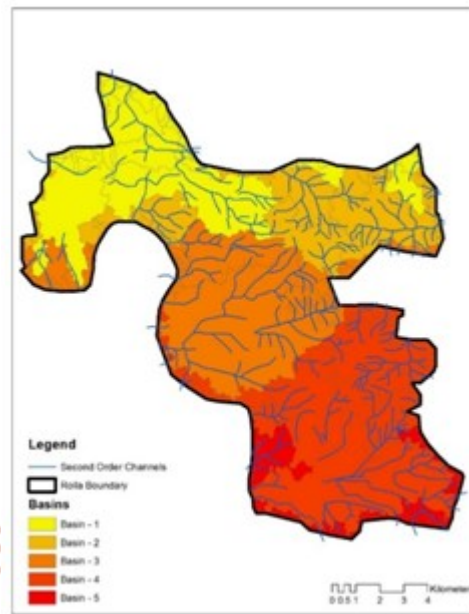 Legend
Second Order Channels
Rolla Boundary
Basins
Basin - 1
Basin - 2
Basin - 3
Basin - 4
Basin - 5
Kilometer
0 0.5 1 2 3 4